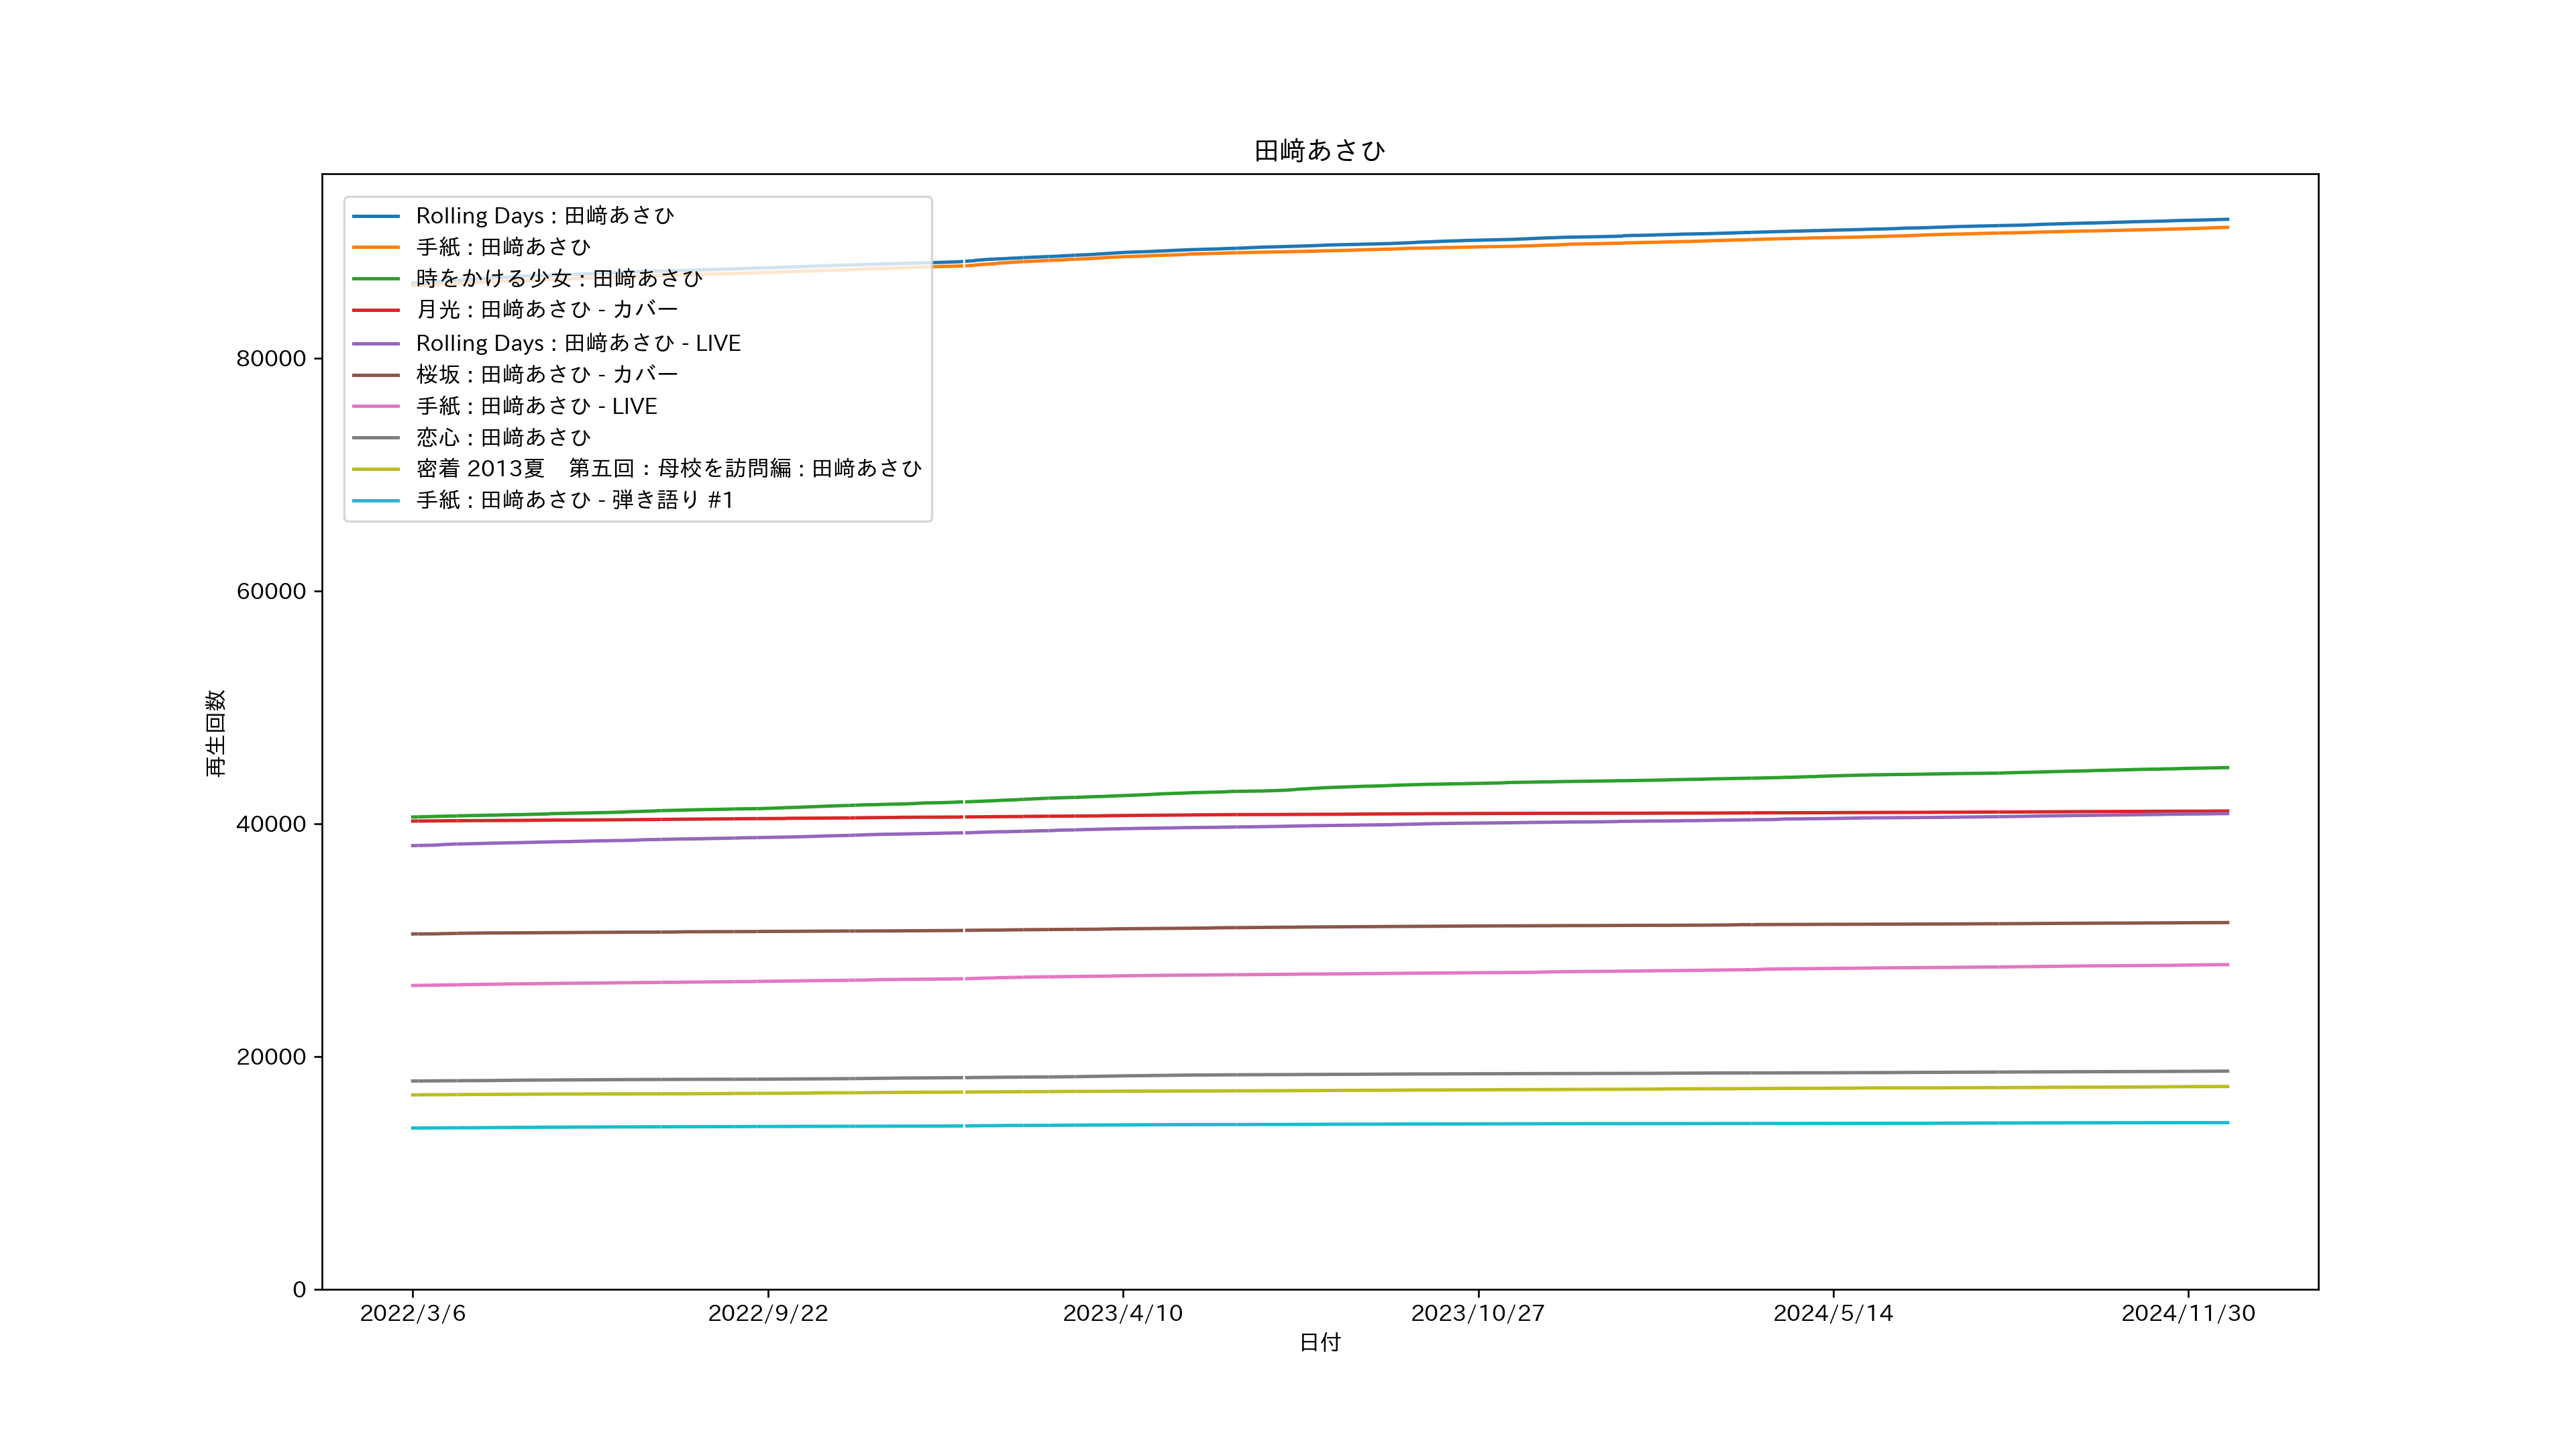 田﨑あさひ
Rolling Days : 田﨑あさひ
手紙 : 田﨑あさひ
時をかける少女 : 田﨑あさひ
月光 : 田﨑あさひ - カバー
Rolling Days : 田﨑あさひ - LIVE
桜坂 : 田﨑あさひ - カバー
手紙 : 田﨑あさひ - LIVE
恋心 : 田﨑あさひ
密着 2013夏　第五回：母校を訪問編 : 田﨑あさひ
手紙 : 田﨑あさひ - 弾き語り #1
80000
60000
40000
20000
0
再生回数
2022/3/6 2022/9/22 2023/4/10 2023/10/27 2024/5/14 2024/11/30
日付